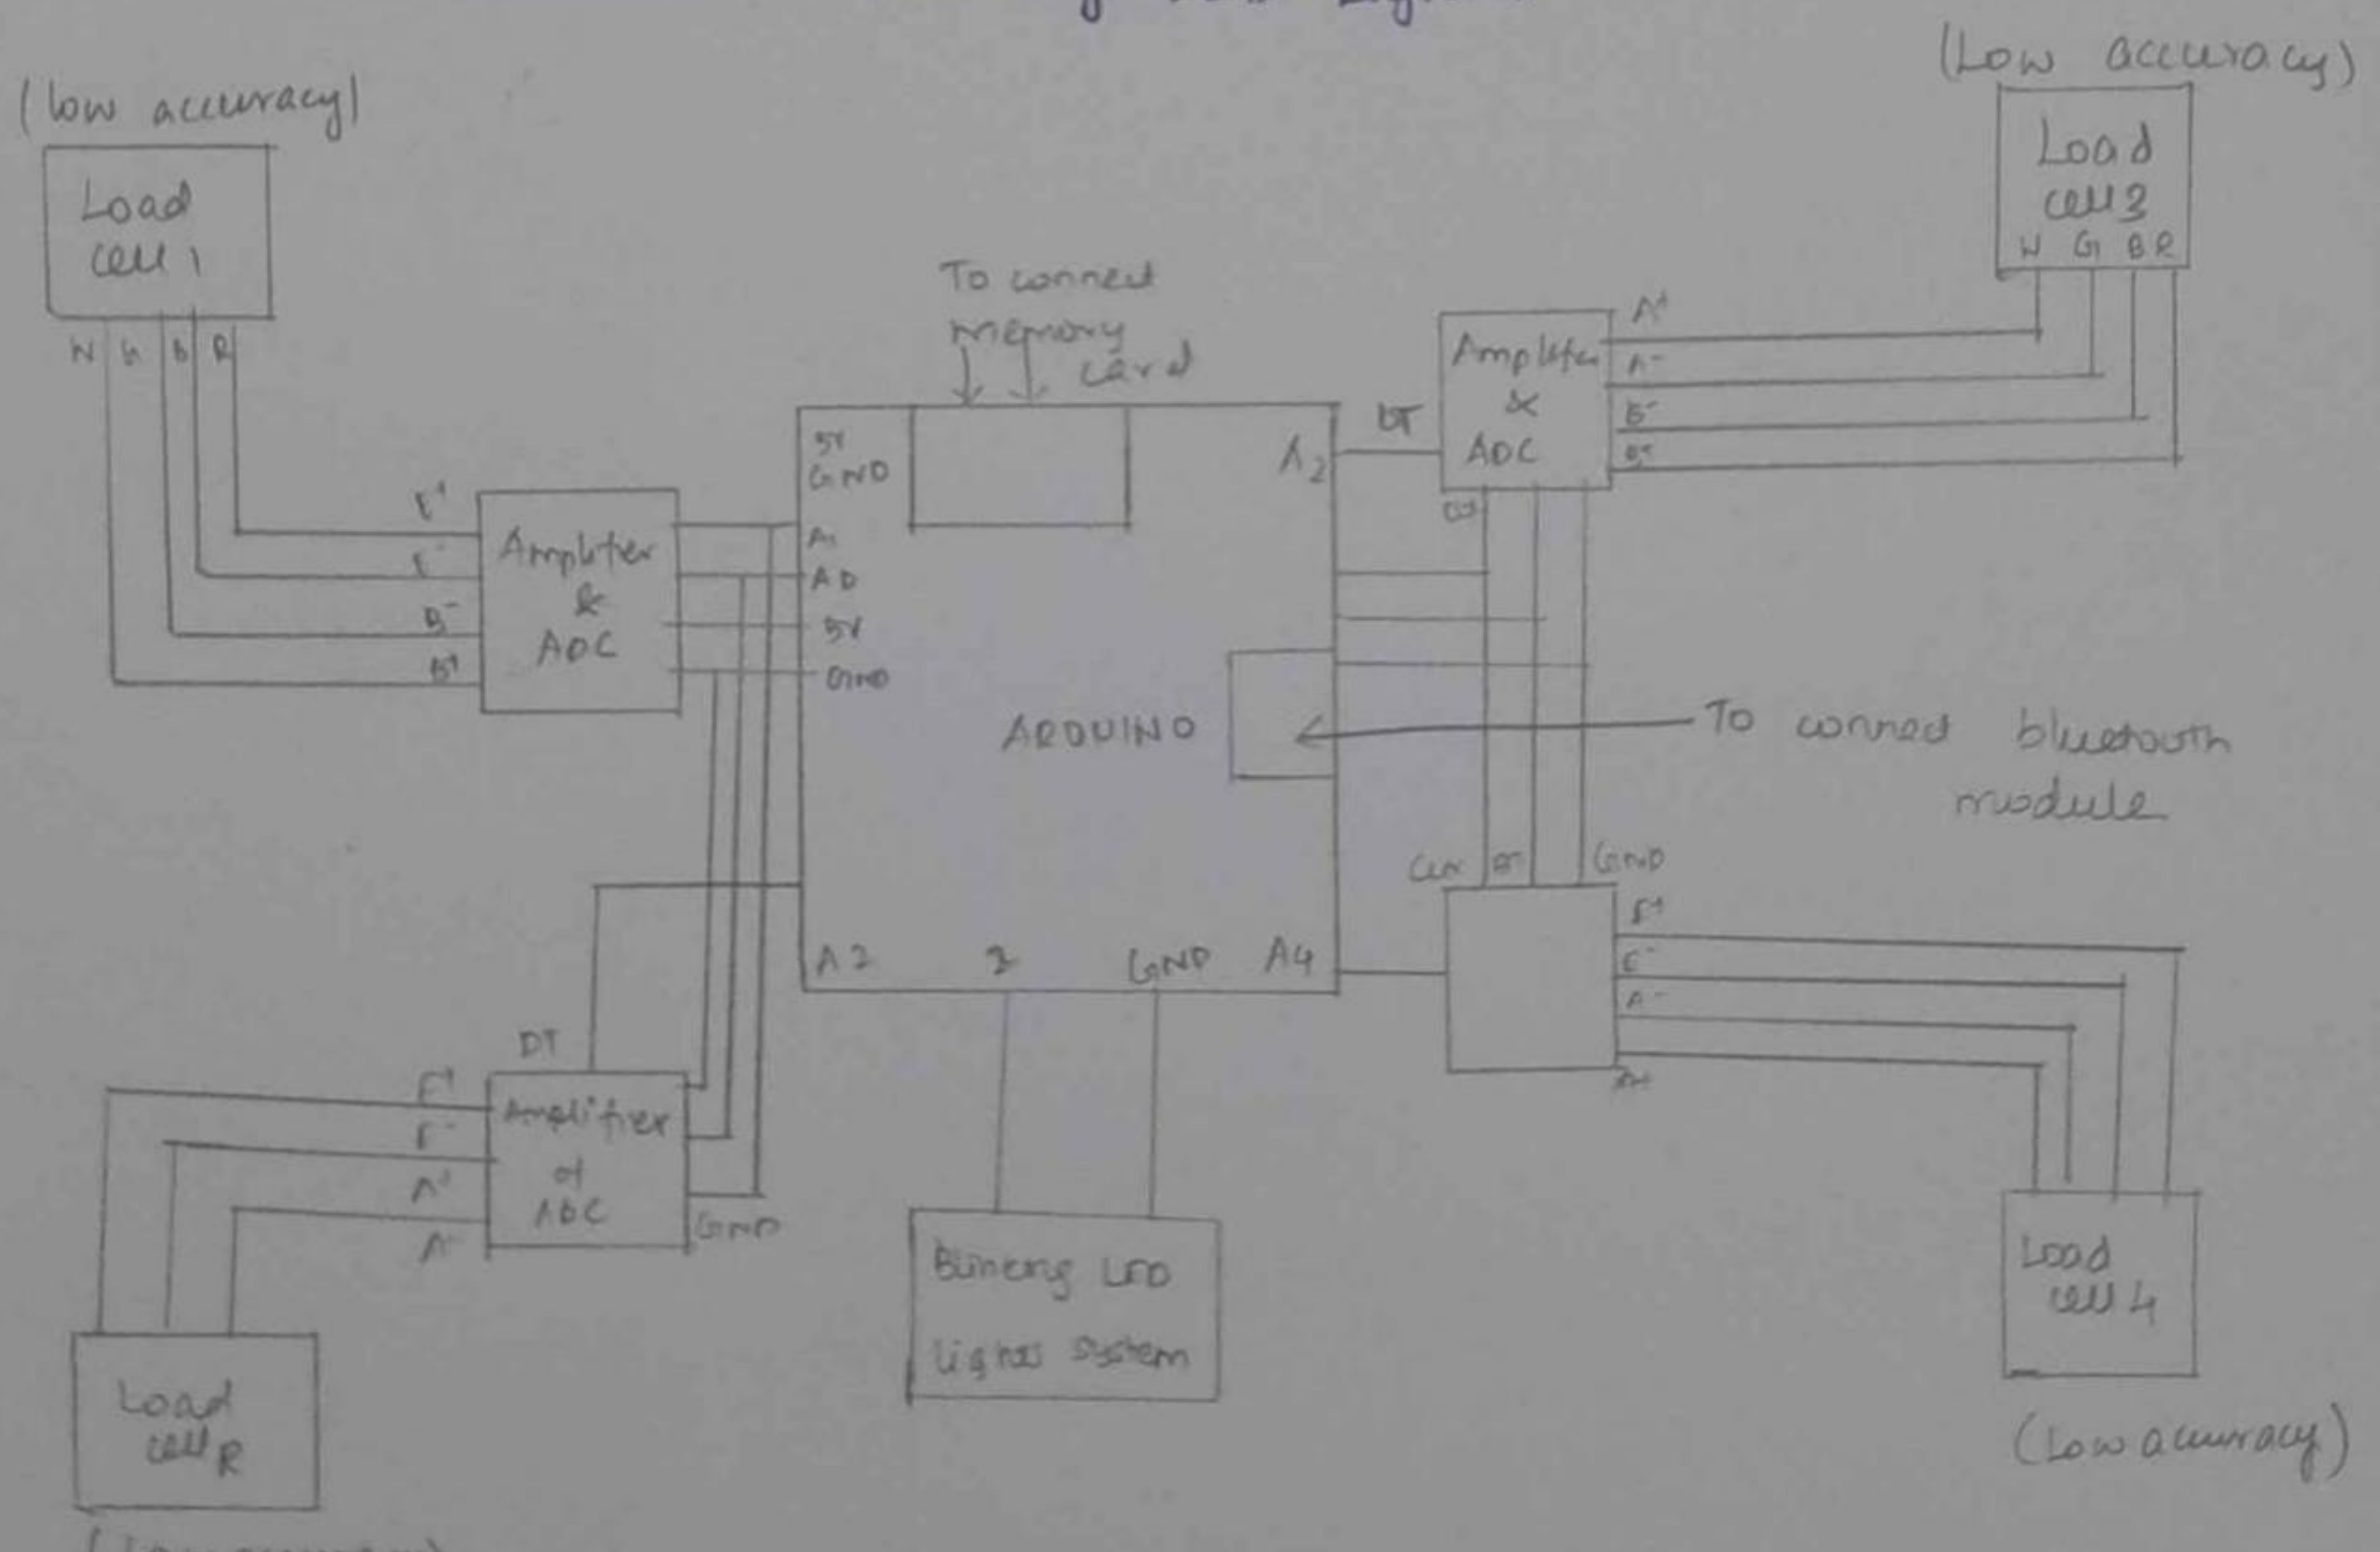 (low accuracy)
Load
cell 1
W G B R
(Low accuracy)
Load
cell 3
W G B R
To connect
memory
card
5V
GND
A1
A0
5V
GND
A2
ARDUINO
A2
GND
A4
E+
B-
B+
Amplifier
&
ADC
DT
Amplifier
&
ADC
A+
A-
B-
To connect bluetooth
module
GND
E+
E-
A-
A+
DT
E+
E-
A+
A-
Amplifier
of
ADC
GND
Load
cell R
Blinking LED
lights system
Load
cell 4
(Low accuracy)